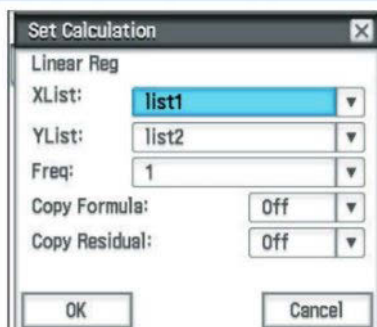 Set Calculation
Linear Reg
XList: list1
YList: list2
Freq: 1
Copy Formula: Off
Copy Residual: Off
OK Cancel